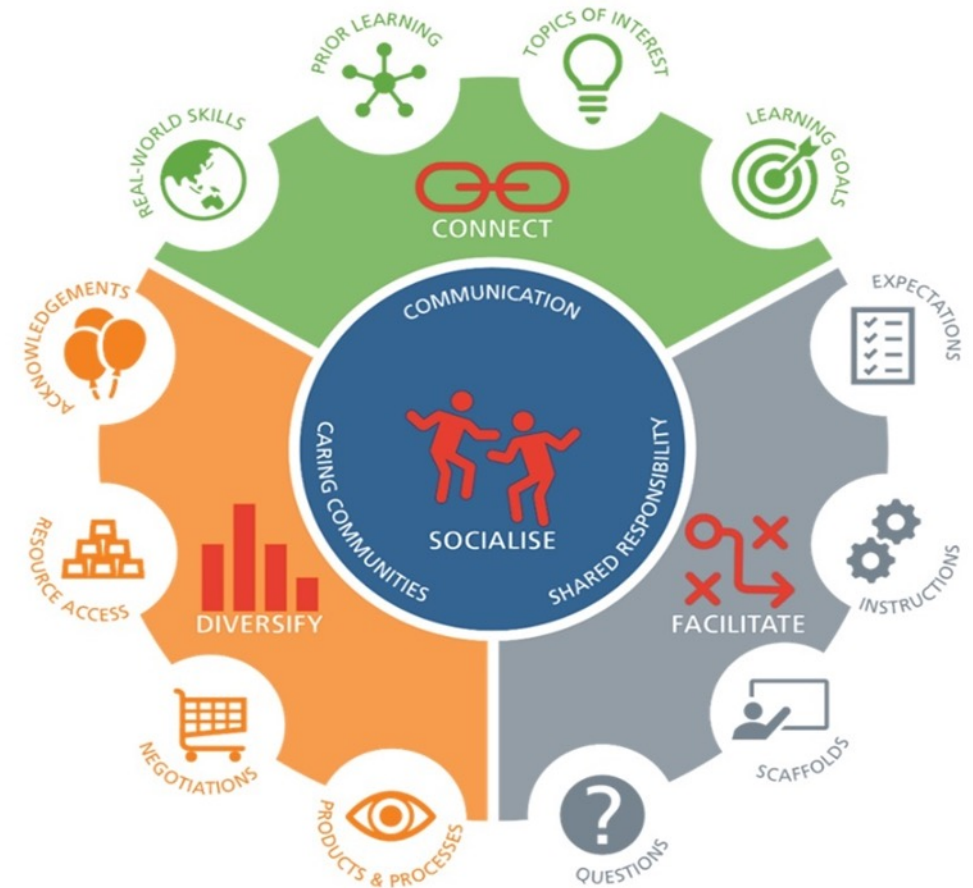 PRIOR LEARNING
TOPICS OF INTEREST
REAL-WORLD SKILLS
LEARNING GOALS
CONNECT
ACKNOWLEDGEMENTS
EXPECTATIONS
COMMUNICATION
CARING COMMUNITIES
SHARED RESPONSIBILITY
SOCIALISE
RESOURCE ACCESS
INSTRUCTIONS
DIVERSIFY
FACILITATE
NEGOTIATIONS
SCAFFOLDS
PRODUCTS & PROCESSES
?
QUESTIONS